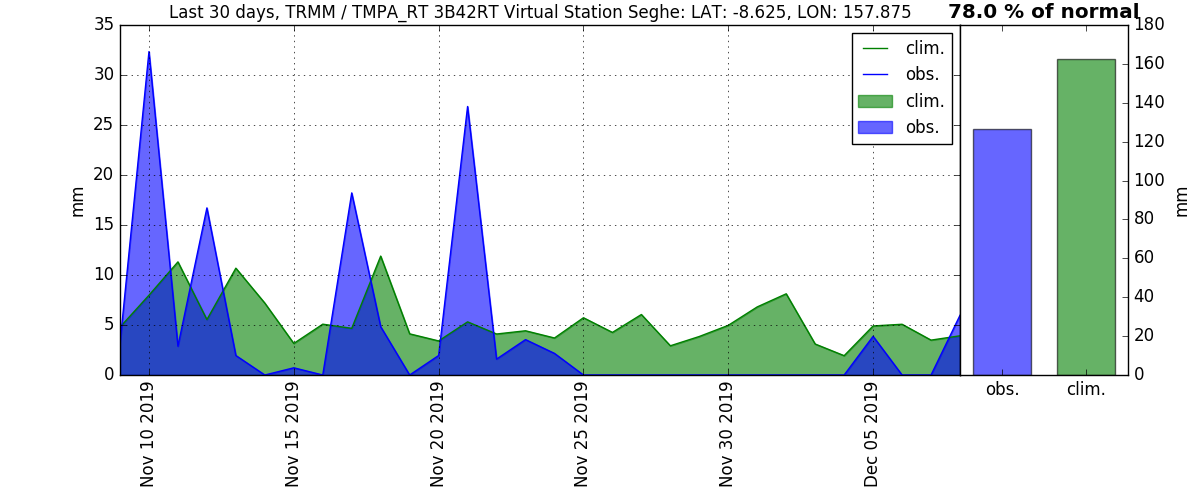 Last 30 days, TRMM / TMPA_RT 3B42RT Virtual Station Seghe: LAT: -8.625, LON: 157.875
78.0 % of normal
35
30
25
20
15
10
5
0
mm
Nov 10 2019
Nov 15 2019
Nov 20 2019
Nov 25 2019
Nov 30 2019
Dec 05 2019
clim.
obs.
clim.
obs.
180
160
140
120
100
80
60
40
20
0
mm
obs.
clim.